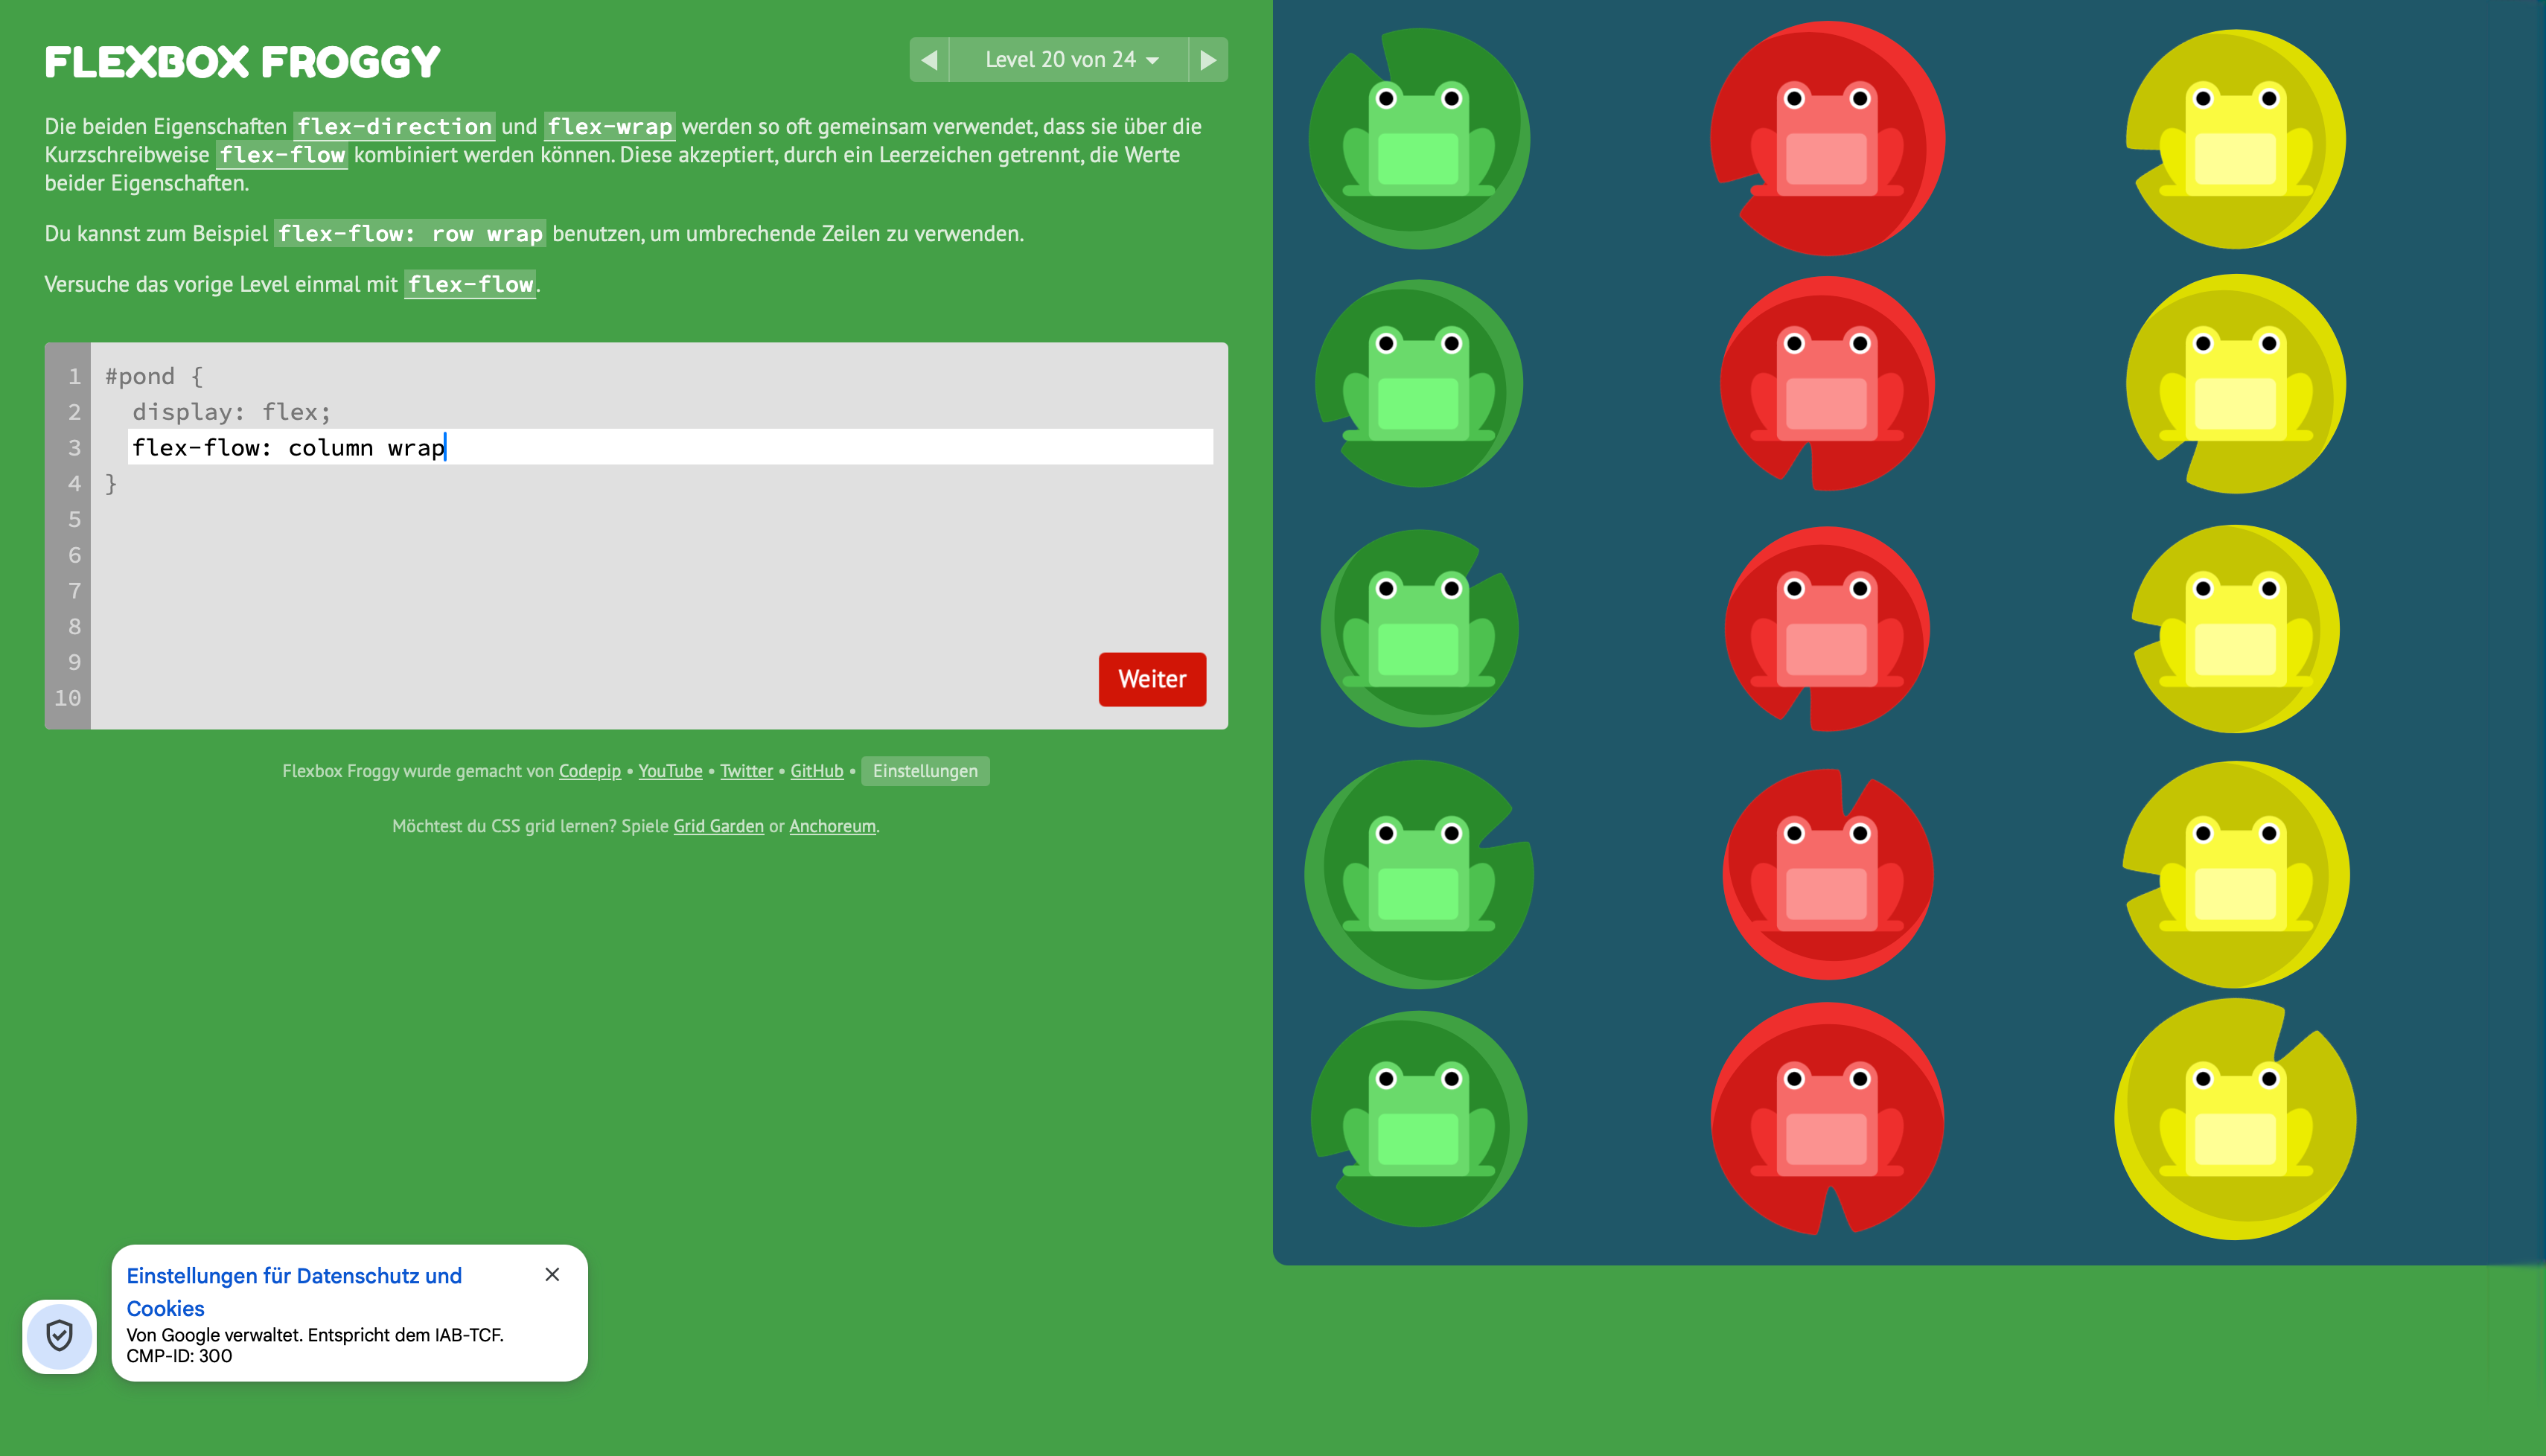 FLEXBOX FROGGY
Level 20 von 24
Die beiden Eigenschaften flex-direction und flex-wrap werden so oft gemeinsam verwendet, dass sie über die
Kurzschreibweise flex-flow kombiniert werden können. Diese akzeptiert, durch ein Leerzeichen getrennt, die Werte
beider Eigenschaften.
Du kannst zum Beispiel flex-flow: row wrap benutzen, um umbrechende Zeilen zu verwenden.
Versuche das vorige Level einmal mit flex-flow.
1 #pond {
2 display: flex;
3 flex-flow: column wrap
4 }
5
6
7
8
9
10
Weiter
Flexbox Froggy wurde gemacht von Codepip • YouTube • Twitter • GitHub • Einstellungen
Möchtest du CSS grid lernen? Spiele Grid Garden or Anchoreum.
Einstellungen für Datenschutz und
Cookies
Von Google verwaltet. Entspricht dem IAB-TCF.
CMP-ID: 300